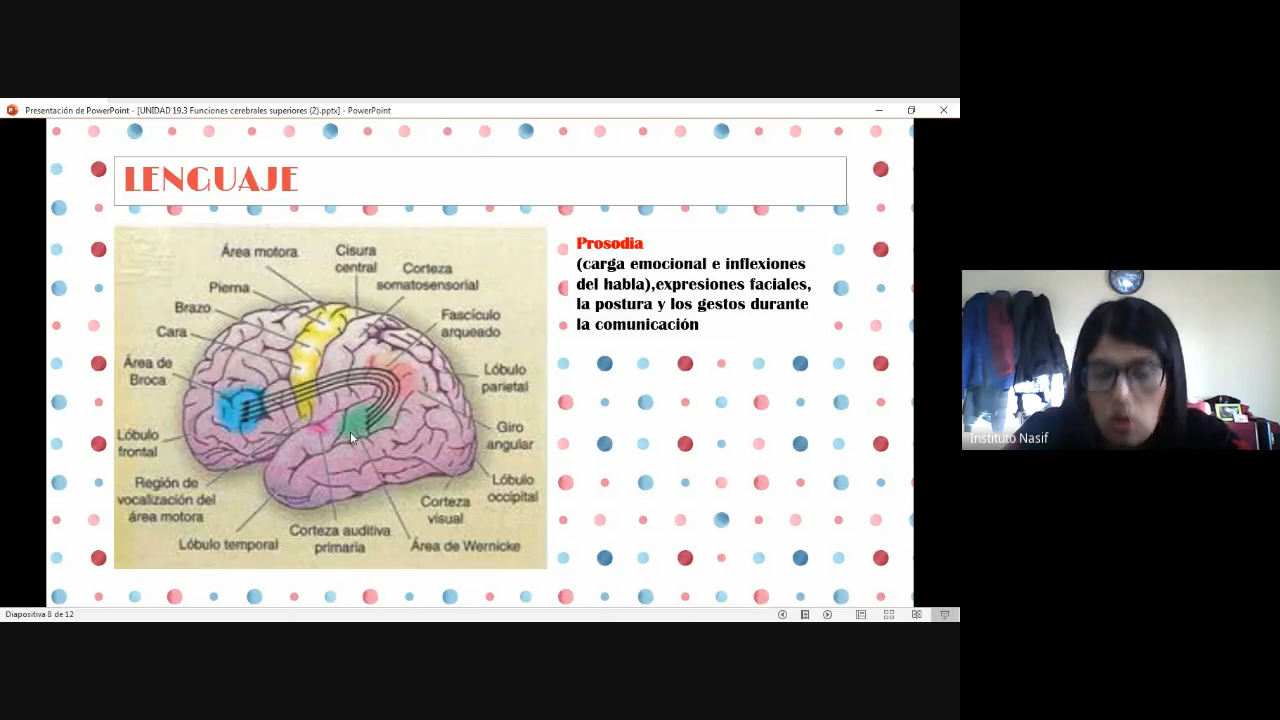 Presentación de PowerPoint - [UNIDAD 19.3 Funciones cerebrales superiores (2).pptx] - PowerPoint
LENGUAJE
Área motora
Cisura
central
Corteza
somatosensorial
Pierna
Brazo
Cara
Fascículo
arqueado
Área de
Broca
Lóbulo
parietal
Lóbulo
frontal
Giro
angular
Región de
vocalización del
área motora
Lóbulo
occipital
Corteza
visual
Lóbulo temporal
Corteza auditiva
primaria
Área de Wernicke
Prosodia
(carga emocional e inflexiones
del habla),expresiones faciales,
la postura y los gestos durante
la comunicación
Instituto Nasif
Diapositiva 8 de 12